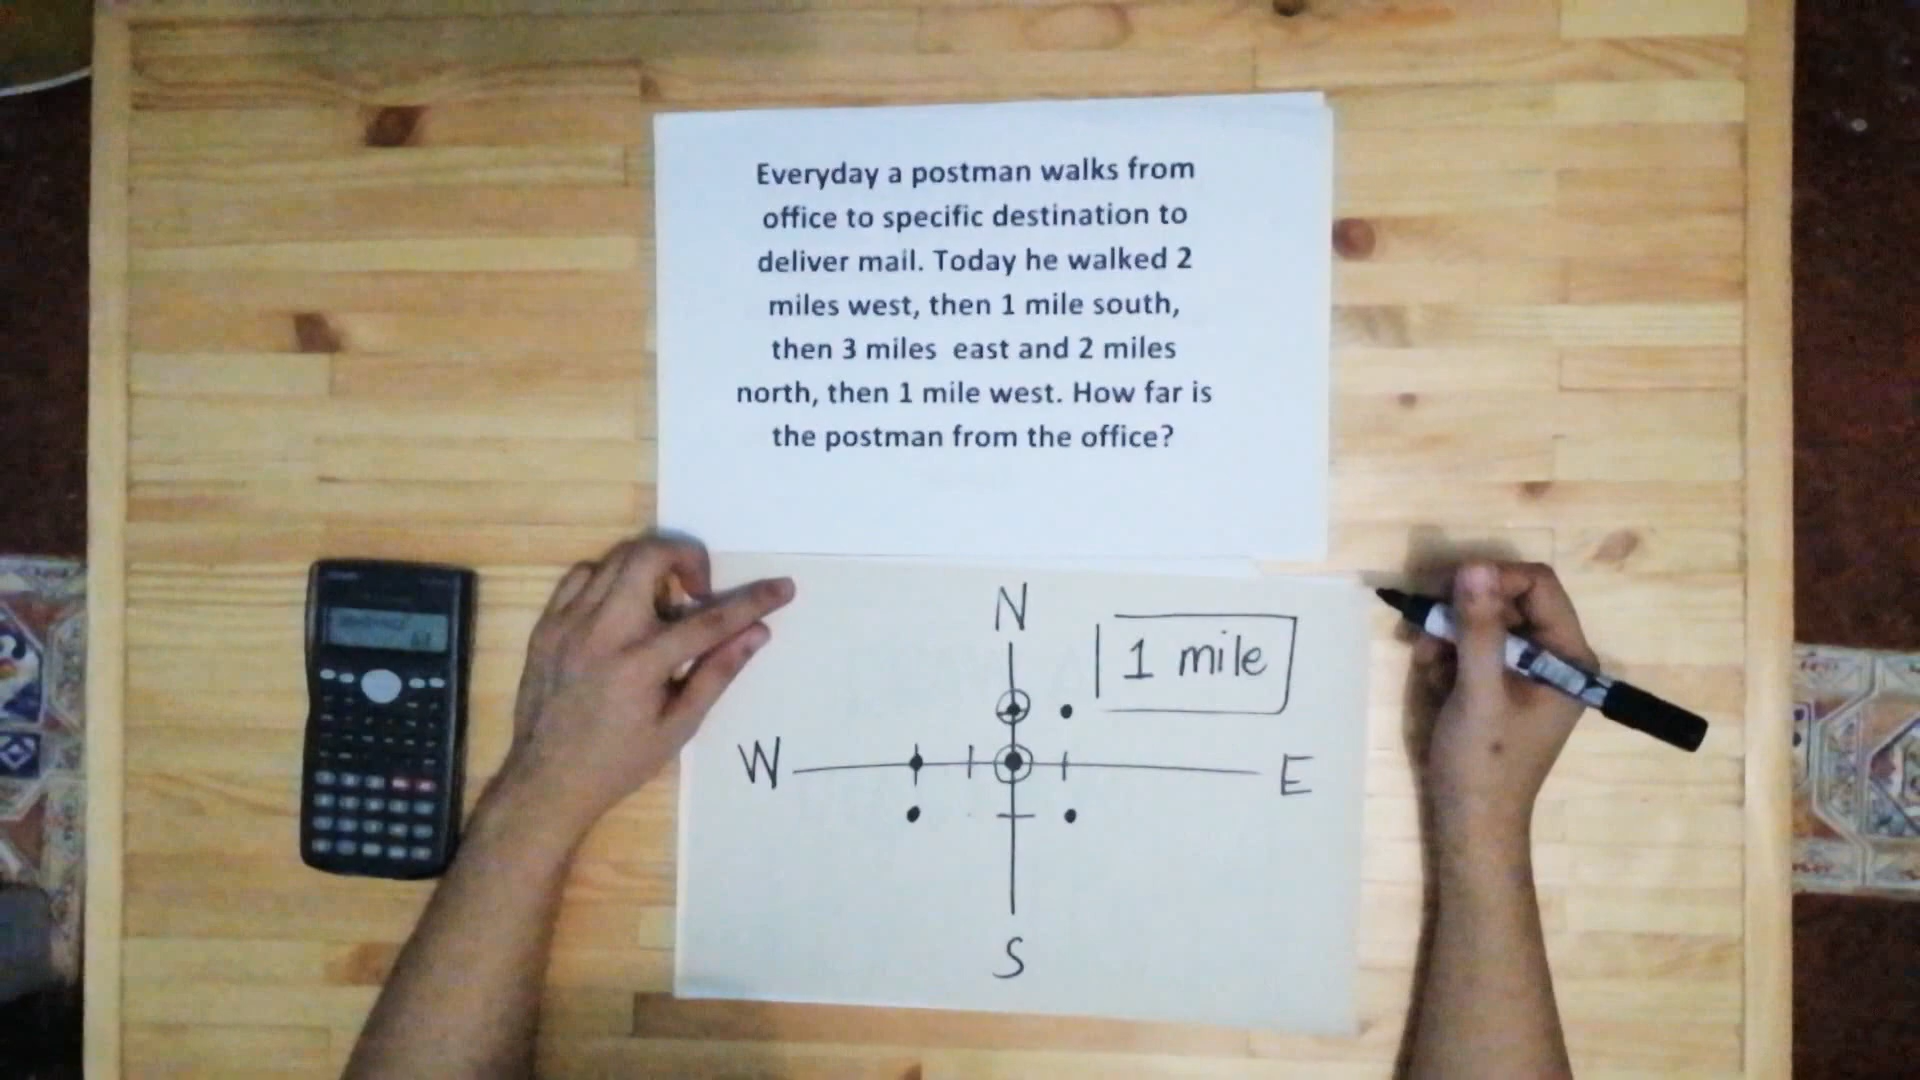 Everyday a postman walks from
office to specific destination to
deliver mail. Today he walked 2
miles west, then 1 mile south,
then 3 miles east and 2 miles
north, then 1 mile west. How far is
the postman from the office?
N
1 mile
W
E
S